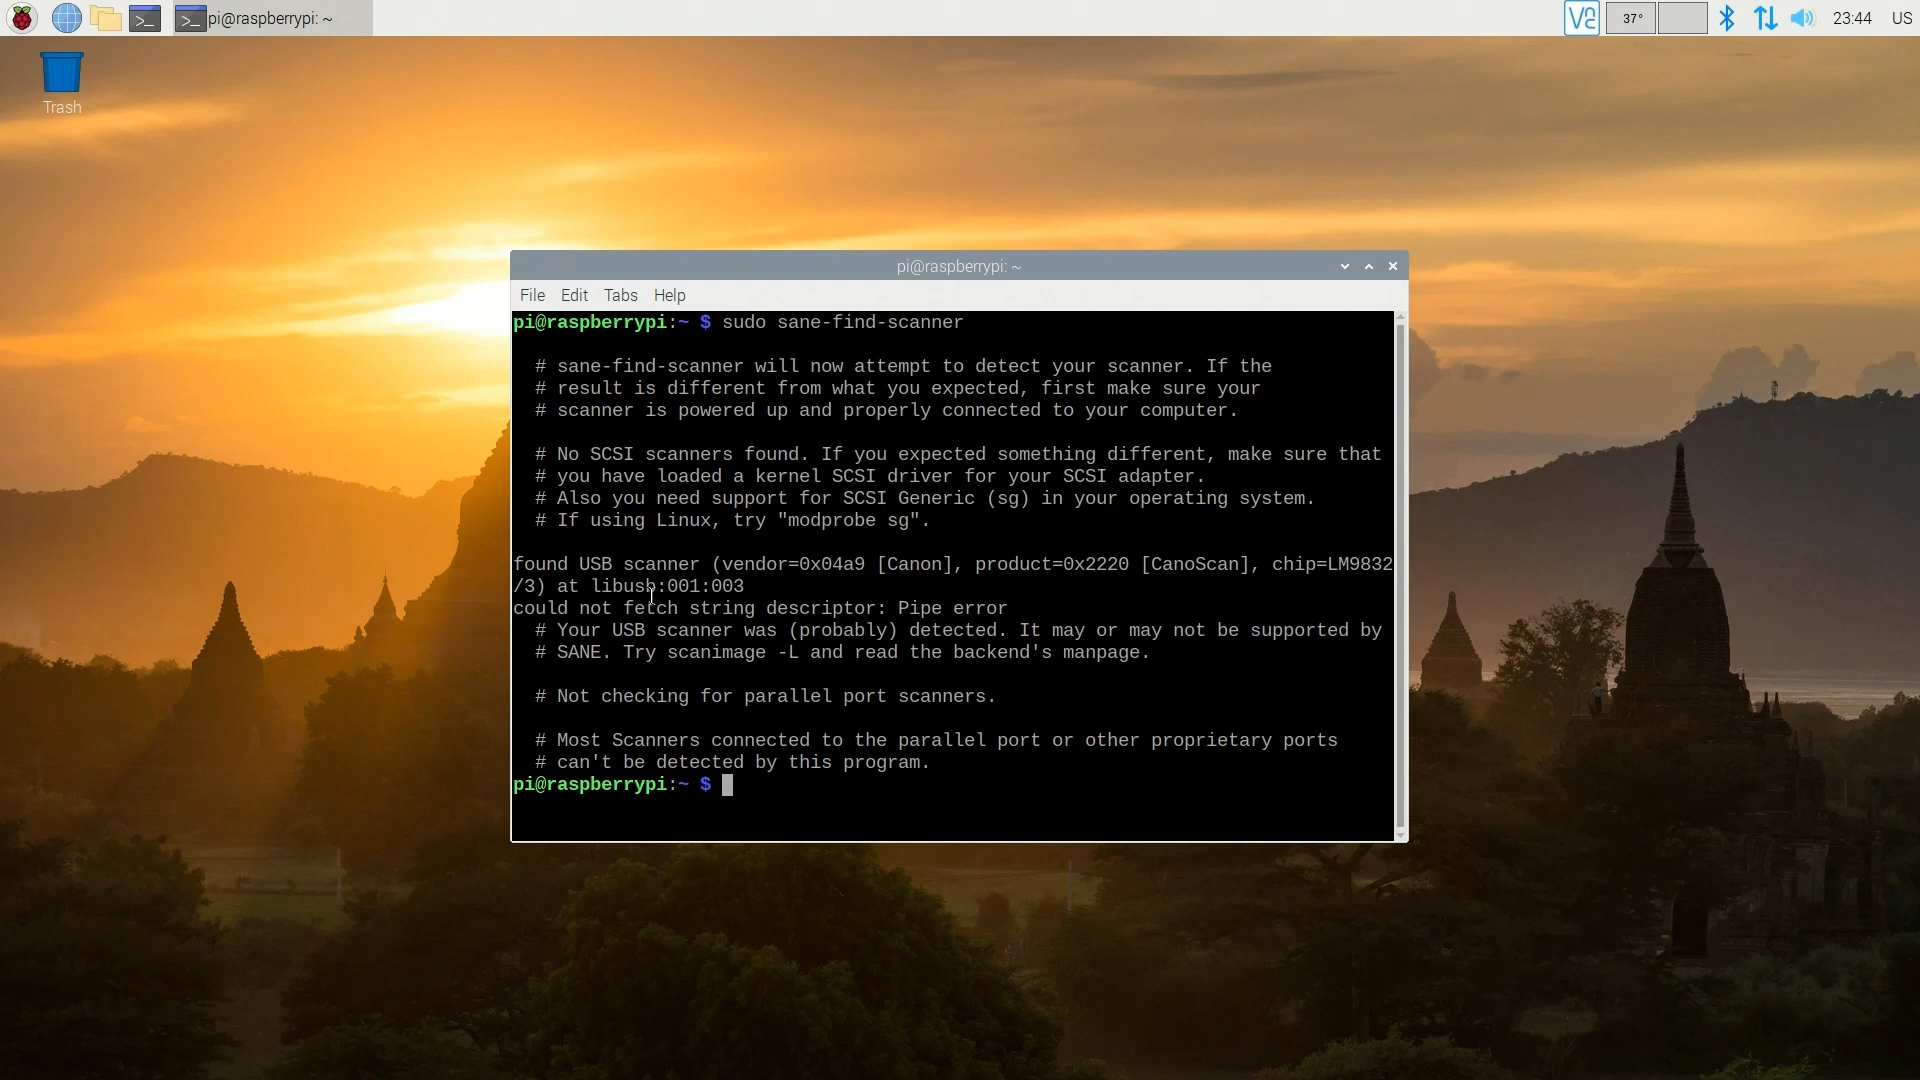 pi@raspberrypi: ~
37°
23:44
US
Trash
pi@raspberrypi: ~
File Edit Tabs Help
pi@raspberrypi:~ $ sudo sane-find-scanner
# sane-find-scanner will now attempt to detect your scanner. If the
# result is different from what you expected, first make sure your
# scanner is powered up and properly connected to your computer.
# No SCSI scanners found. If you expected something different, make sure that
# you have loaded a kernel SCSI driver for your SCSI adapter.
# Also you need support for SCSI Generic (sg) in your operating system.
# If using Linux, try "modprobe sg".
found USB scanner (vendor=0x04a9 [Canon], product=0x2220 [CanoScan], chip=LM9832
/3) at libusb:001:003
could not fetch string descriptor: Pipe error
# Your USB scanner was (probably) detected. It may or may not be supported by
# SANE. Try scanimage -L and read the backend's manpage.
# Not checking for parallel port scanners.
# Most Scanners connected to the parallel port or other proprietary ports
# can't be detected by this program.
pi@raspberrypi:~ $